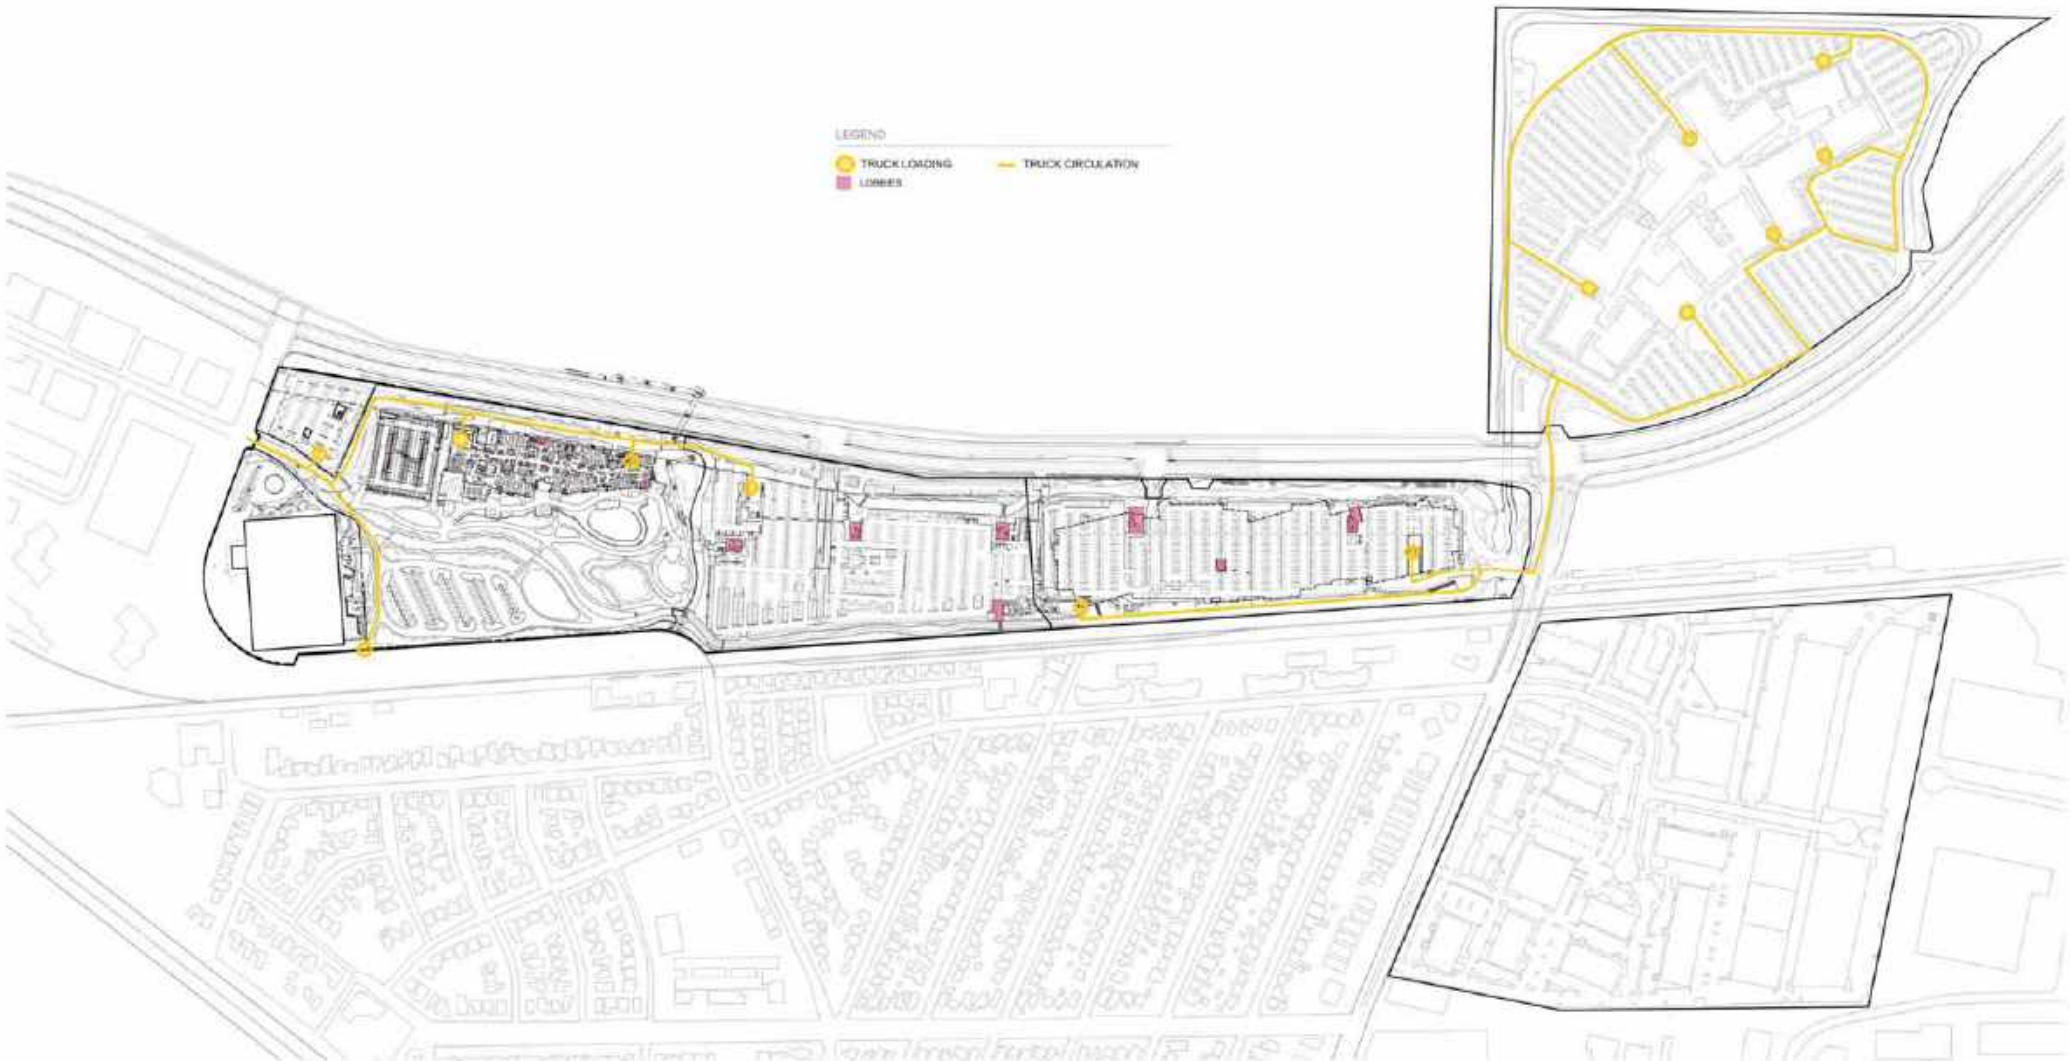 LEGEND
TRUCK LOADING
TRUCK CIRCULATION
LOBBIES